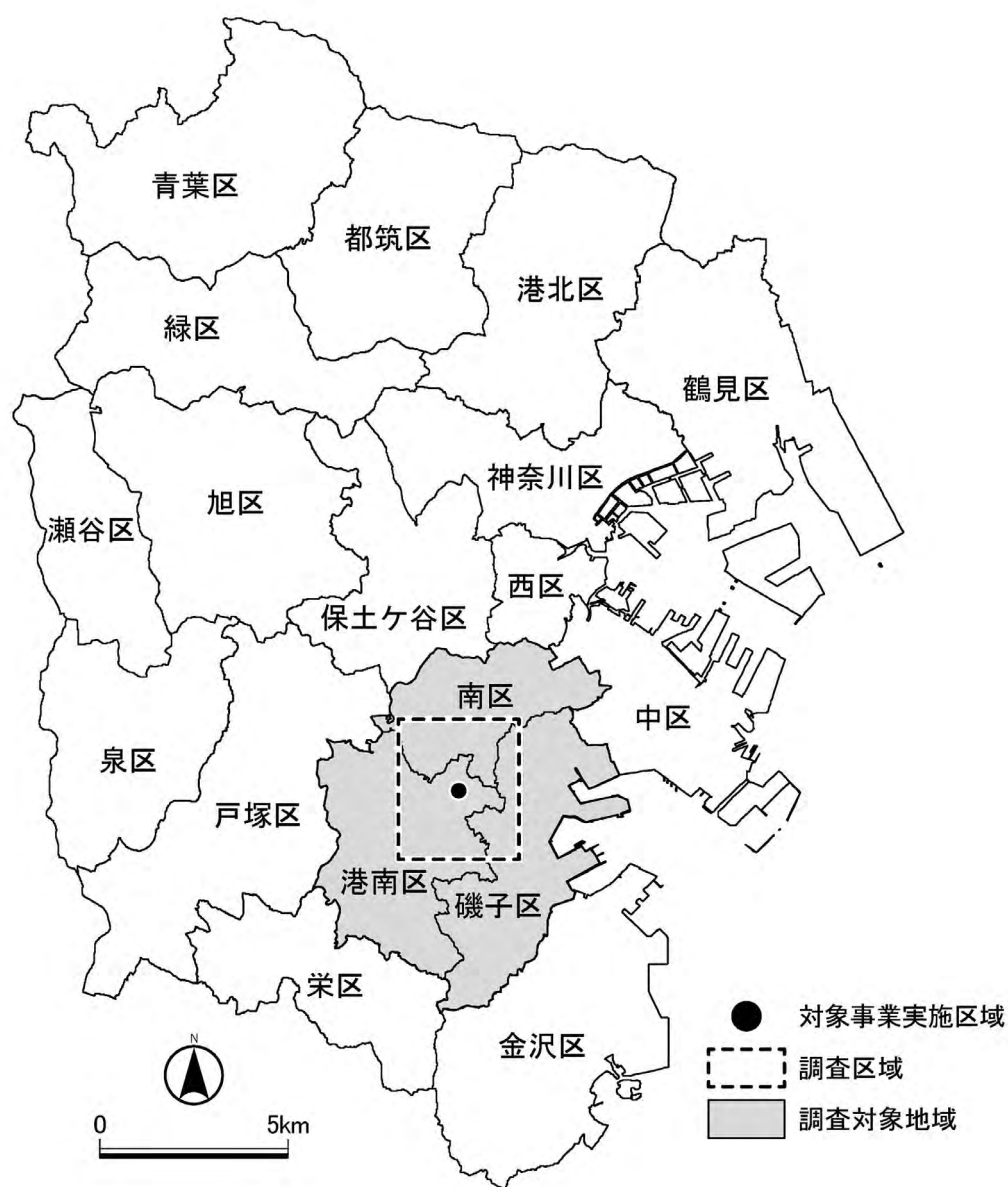 青葉区
都筑区
港北区
緑区
鶴見区
神奈川区
旭区
瀬谷区
西区
保土ケ谷区
南区
中区
泉区
戸塚区
港南区
磯子区
栄区
金沢区
N
0 5km
対象事業実施区域
調査区域
調査対象地域